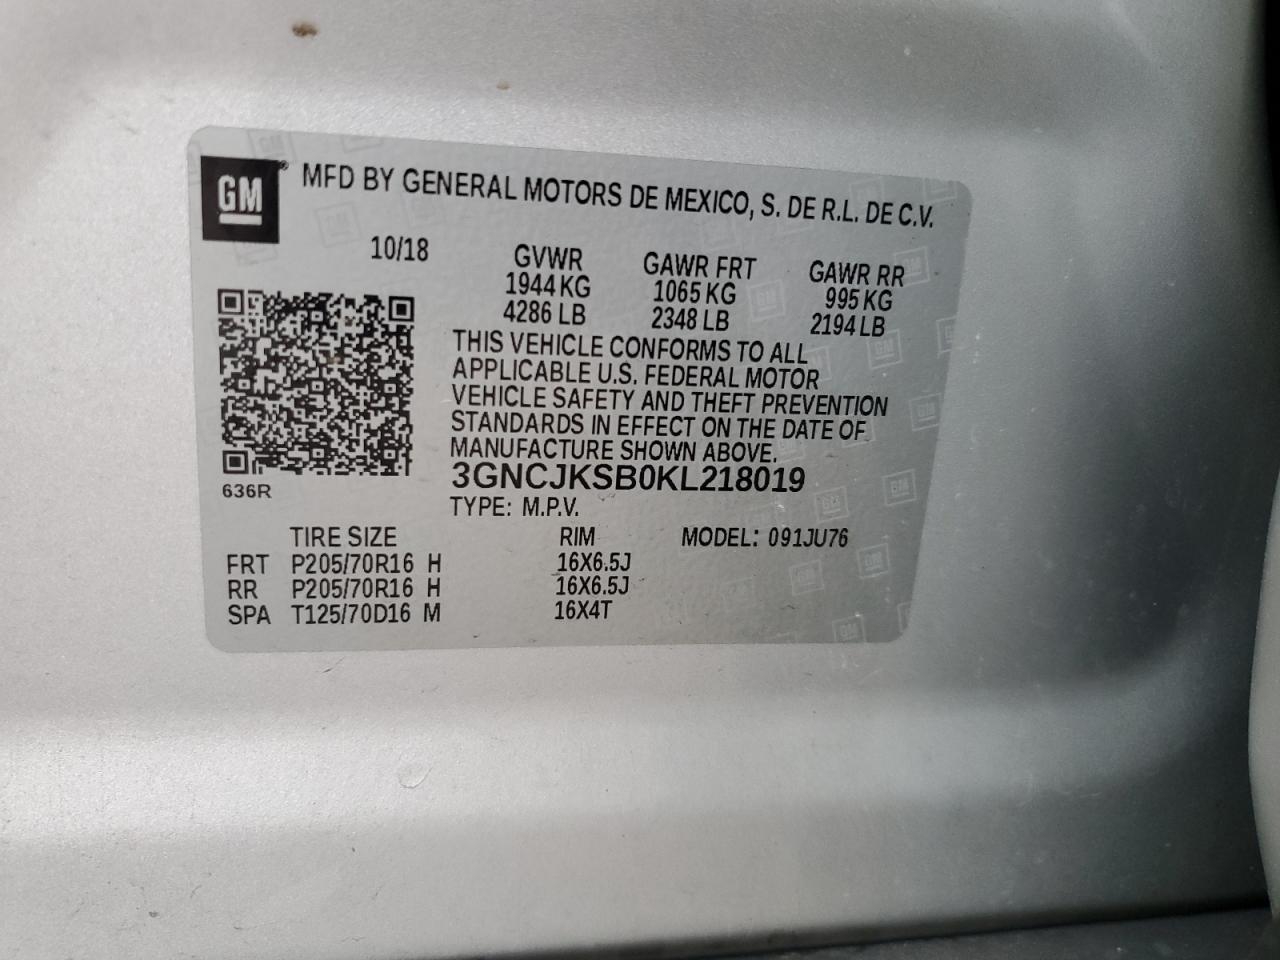 GM® MFD BY GENERAL MOTORS DE MEXICO, S. DE R.L. DE C.V.
10/18 GVWR GAWR FRT GAWR RR
1944 KG 1065 KG 995 KG
4286 LB 2348 LB 2194 LB
THIS VEHICLE CONFORMS TO ALL
APPLICABLE U.S. FEDERAL MOTOR
VEHICLE SAFETY AND THEFT PREVENTION
STANDARDS IN EFFECT ON THE DATE OF
MANUFACTURE SHOWN ABOVE.
3GNCJKSB0KL218019
636R
TYPE: M.P.V.
TIRE SIZE RIM MODEL: 091JU76
FRT P205/70R16 H 16X6.5J
RR P205/70R16 H 16X6.5J
SPA T125/70D16 M 16X4T